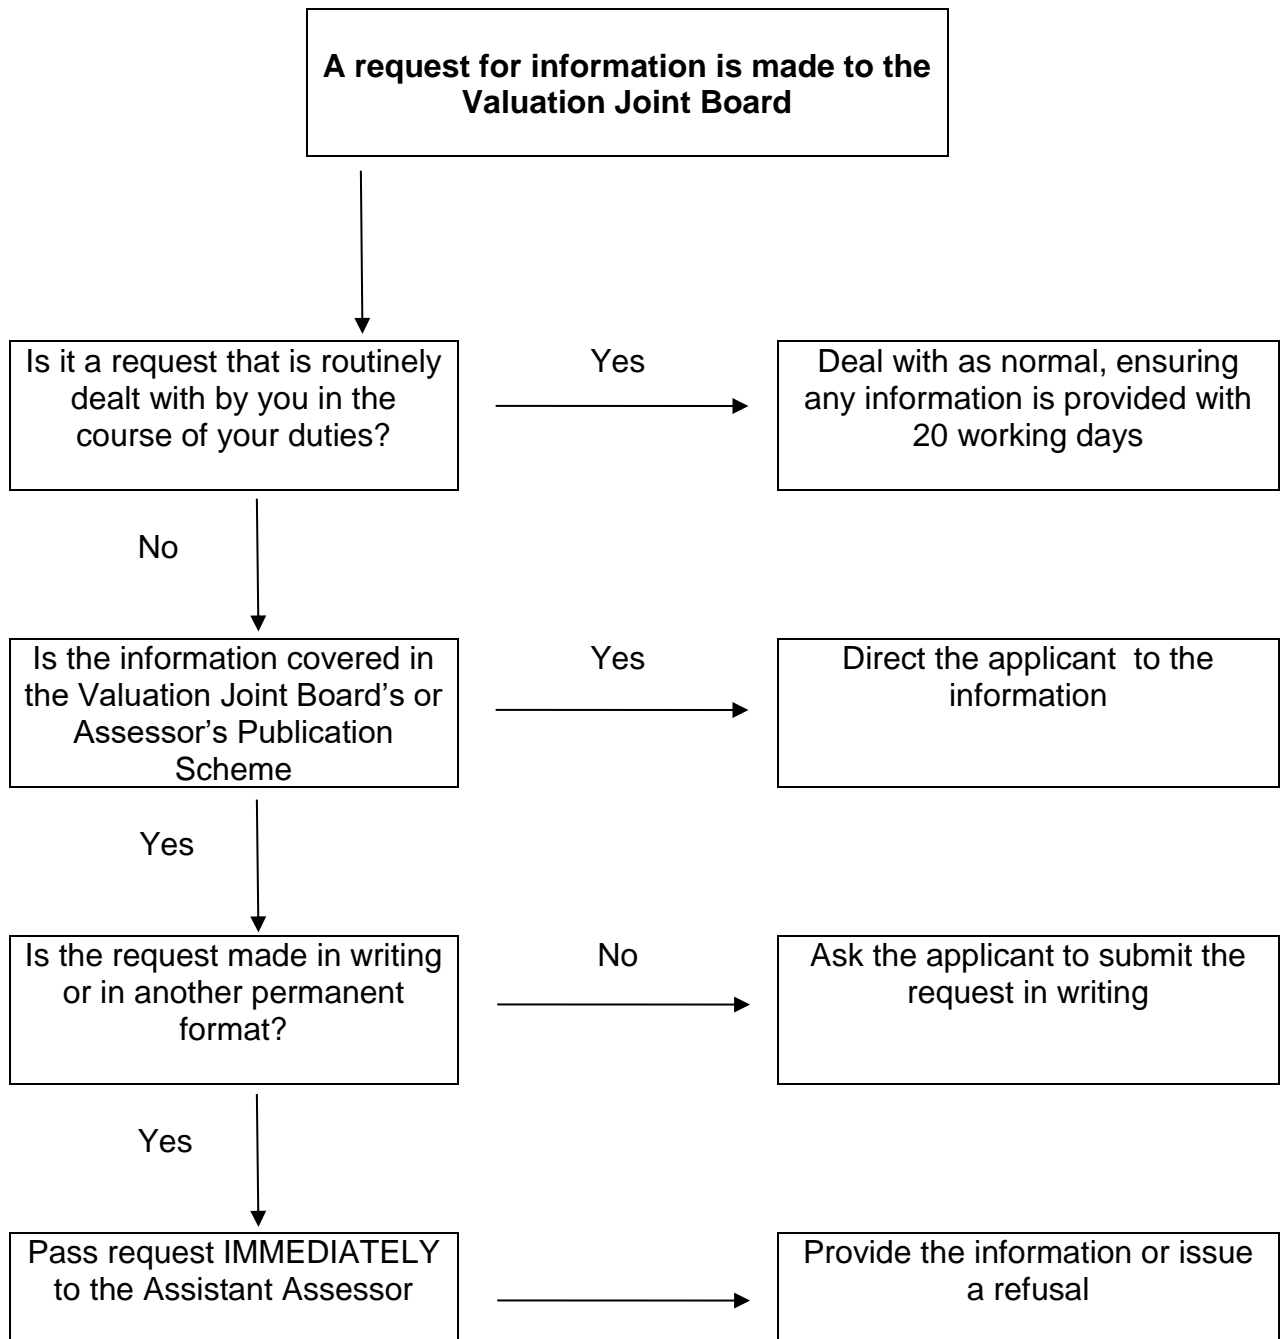 A request for information is made to the
Valuation Joint Board
Is it a request that is routinely
dealt with by you in the
course of your duties?
Yes
Deal with as normal, ensuring
any information is provided with
20 working days
No
Is the information covered in
the Valuation Joint Board’s or
Assessor’s Publication
Scheme
Yes
Direct the applicant  to the
information
Yes
Is the request made in writing
or in another permanent
format?
No
Ask the applicant to submit the
request in writing
Yes
Pass request IMMEDIATELY
to the Assistant Assessor
Provide the information or issue
a refusal